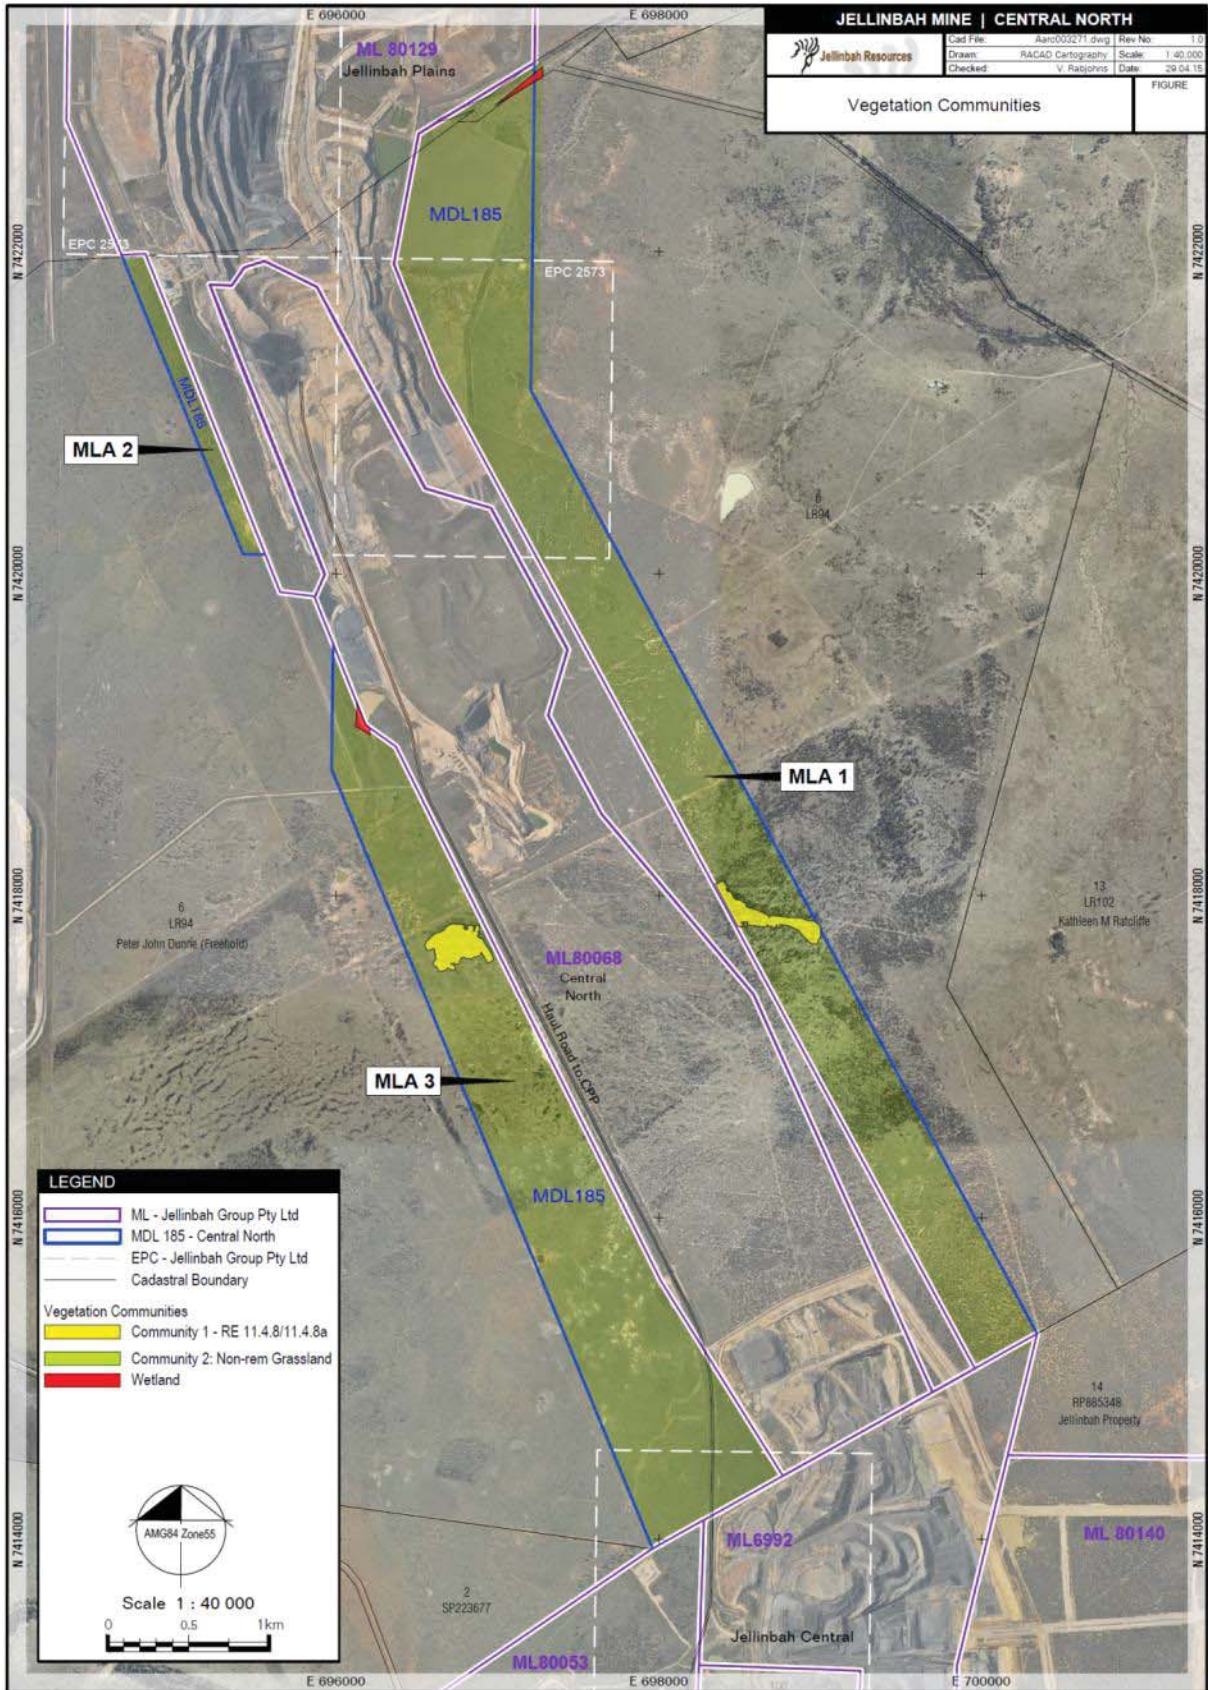 E 696000
E 698000
JELLINBAH MINE | CENTRAL NORTH
Jellinbah Resources
Cad File: Aarc003271.dwg Rev No: 1.0
Drawn: RACAD Cartography Scale: 1:40,000
Checked: V. Rabjohns Date: 29.04.15
Vegetation Communities
FIGURE
ML 80129
Jellinbah Plains
MDL185
N 7422000
EPC 2573
EPC 2573
N 7422000
MDL185
MLA 2
6
LR94
N 7420000
N 7420000
MLA 1
N 7418000
6
LR94
Peter John Dunne (Freehold)
13
LR102
Kathleen M Ratcliffe
N 7418000
ML80068
Central
North
Haul Road to CPP
MLA 3
MDL185
N 7416000
N 7416000
LEGEND
ML - Jellinbah Group Pty Ltd
MDL 185 - Central North
EPC - Jellinbah Group Pty Ltd
Cadastral Boundary
Vegetation Communities
Community 1 - RE 11.4.8/11.4.8a
Community 2: Non-rem Grassland
Wetland
AMG84 Zone55
Scale 1 : 40 000
0 0.5 1km
14
RP885348
Jellinbah Property
N 7414000
ML6992
ML 80140
N 7414000
2
SP223677
Jellinbah Central
ML80053
E 696000
E 698000
E 700000